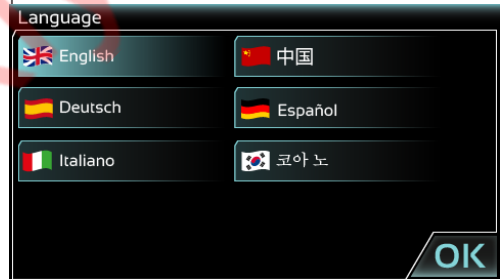 Language
English
中国
Deutsch
Español
Italiano
코아 노
OK